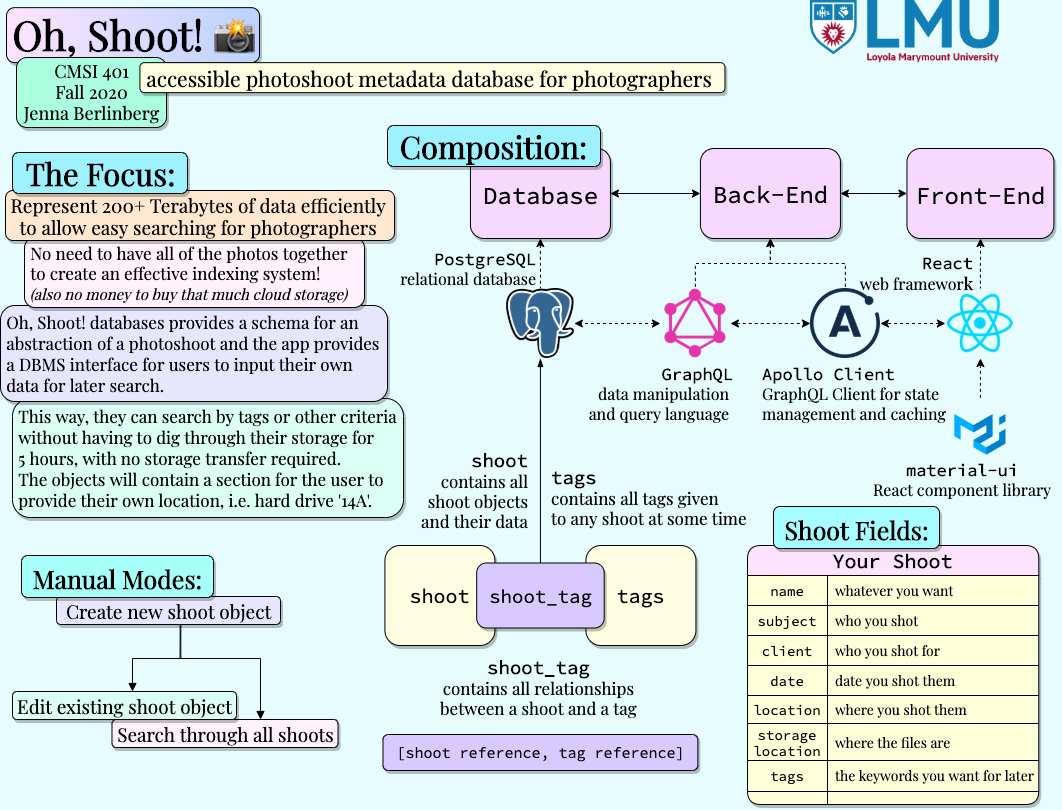 Oh, Shoot!
LMU
Loyola Marymount University
CMSI 401
Fall 2020
Jenna Berlinberg
accessible photoshoot metadata database for photographers
The Focus:
Represent 200+ Terabytes of data efficiently
to allow easy searching for photographers
No need to have all of the photos together
to create an effective indexing system!
(also no money to buy that much cloud storage)
Oh, Shoot! databases provides a schema for an
abstraction of a photoshoot and the app provides
a DBMS interface for users to input their own
data for later search.
This way, they can search by tags or other criteria
without having to dig through their storage for
5 hours, with no storage transfer required.
The objects will contain a section for the user to
provide their own location, i.e. hard drive '14A'.
Manual Modes:
Create new shoot object
Edit existing shoot object
Search through all shoots
Composition:
Database
Back-End
Front-End
PostgreSQL
relational database
React
web framework
A
GraphQL
data manipulation
and query language
Apollo Client
GraphQL Client for state
management and caching
material-ui
React component library
shoot
contains all
shoot objects
and their data
tags
contains all tags given
to any shoot at some time
shoot
shoot_tag
tags
shoot_tag
contains all relationships
between a shoot and a tag
[shoot reference, tag reference]
Shoot Fields:
Your Shoot
name whatever you want
subject who you shot
client who you shot for
date date you shot them
location where you shot them
storage
location where the files are
tags the keywords you want for later